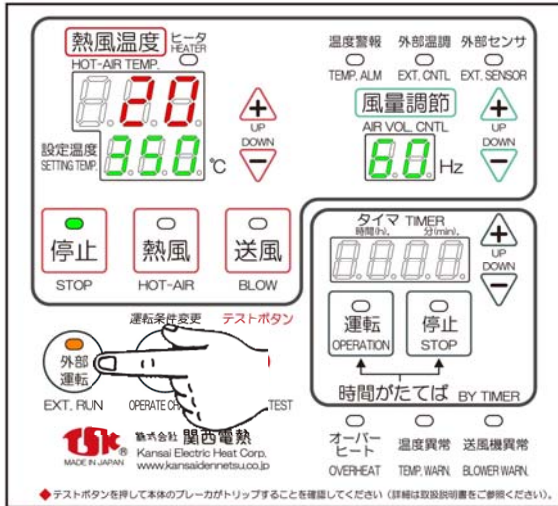 熱風温度 ヒータ
HEATER
HOT-AIR TEMP.
20
設定温度
SETTING TEMP.
350 °C
+
UP
DOWN
−
温度警報 外部温調 外部センサ
TEMP. ALM EXT. CNTL EXT. SENSOR
風量調節
AIR VOL. CNTL
60 Hz
+
UP
DOWN
−
停止 熱風 送風
STOP HOT-AIR BLOW
タイマ TIMER
時間(h). 分(min).
+
UP
DOWN
−
運転
OPERATION
停止
STOP
時間がたてば BY TIMER
運転条件変更 テストボタン
外部
運転
EXT. RUN OPERATE CH TEST
オーバー
ヒート
OVERHEAT
温度異常
TEMP. WARN.
送風機異常
BLOWER WARN.
TSK ®
MADE IN JAPAN
株式会社 関西電熱
Kansai Electric Heat Corp.
www.kansaidennetsu.co.jp
◆テストボタンを押して本体のブレーカがトリップすることを確認してください(詳細は取扱説明書をご参照ください)。